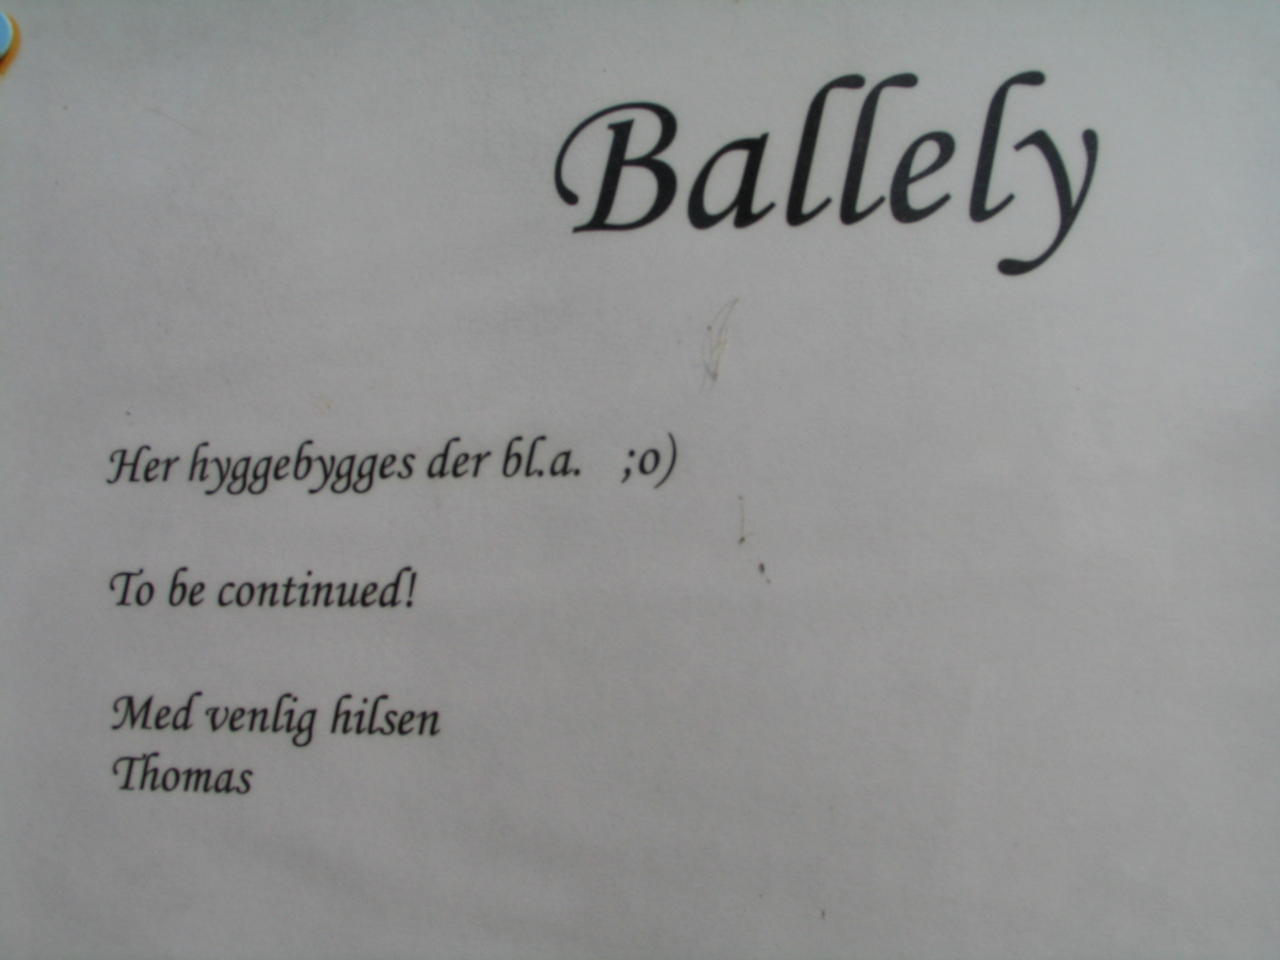 Ballely
Her hyggebygges der bl.a. ;o)
To be continued!
Med venlig hilsen
Thomas